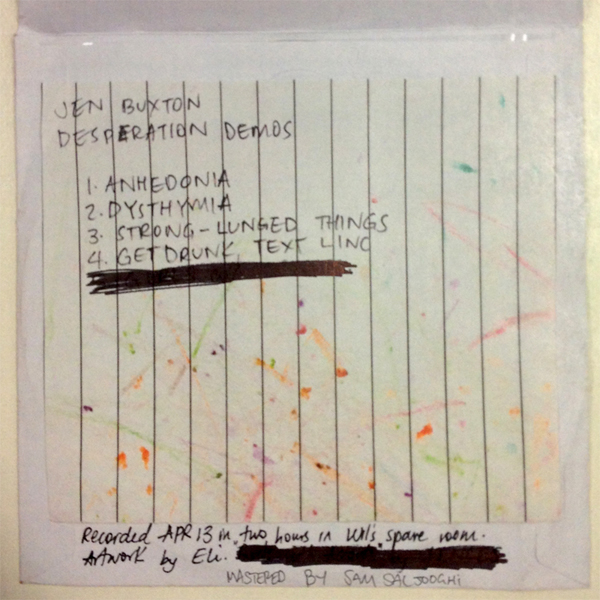 JEN BUXTON
DESPERATION DEMOS
1. ANHEDONIA
2. DYSTHYMIA
3. STRONG-LUNGED THINGS
4. GET DRUNK, TEXT LINC
Recorded APR 13 in two hours in Wil's spare room.
Artwork by Eli.
MASTERED BY SAM SALJOOGHI